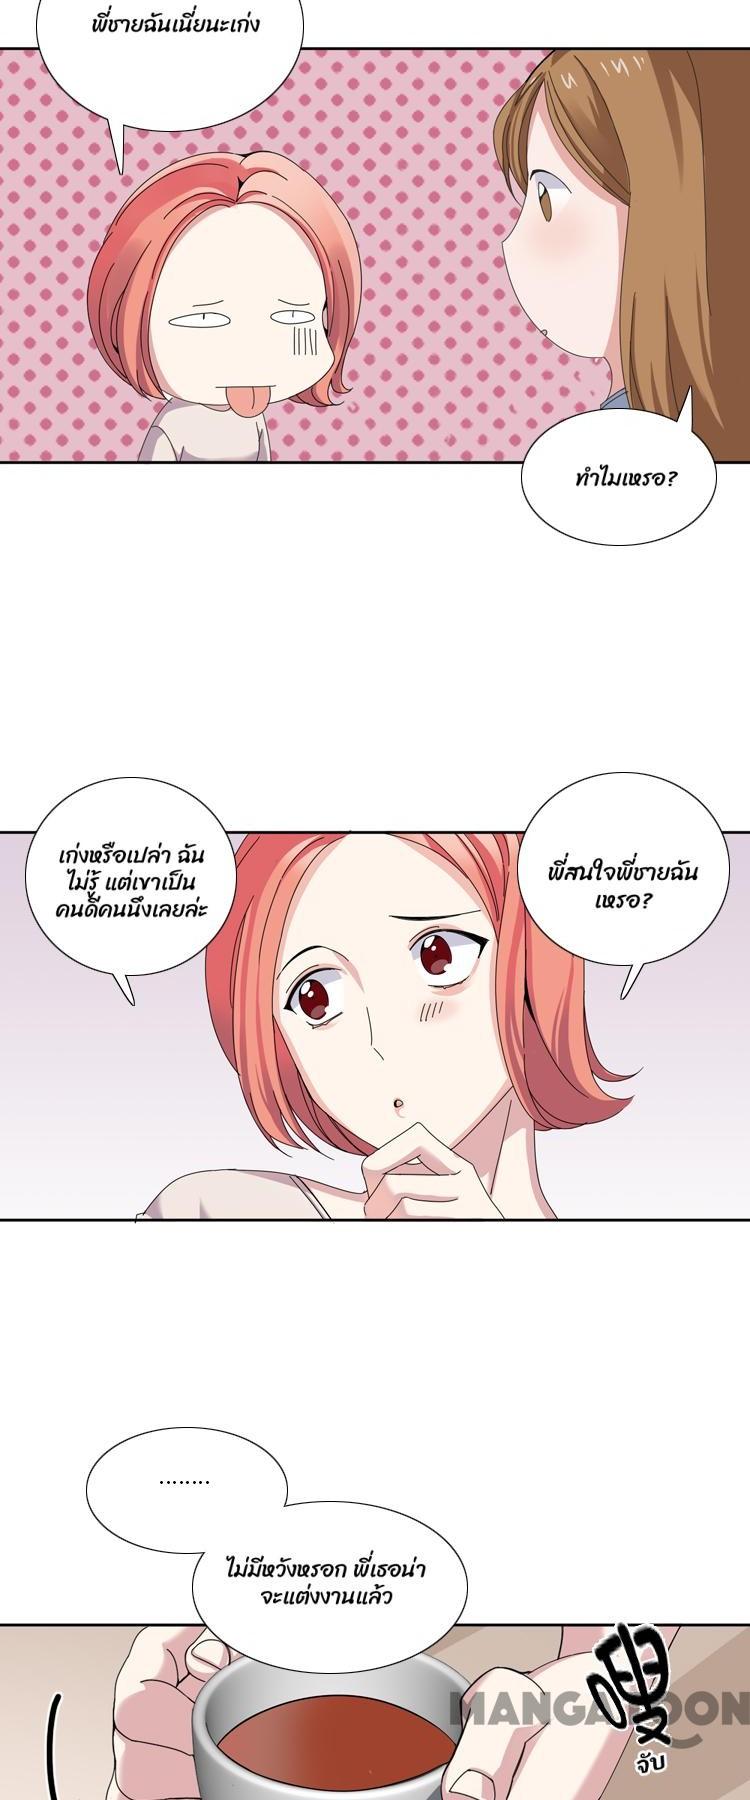 พี่ชายฉันเนี่ยนะเก่ง
ทำไมเหรอ?
เก่งหรือเปล่า ฉัน
ไม่รู้ แต่เขาเป็น
คนดีคนนึงเลยล่ะ
พี่สนใจพี่ชายฉัน
เหรอ?
........
ไม่มีหวังหรอก พี่เธอน่า
จะแต่งงานแล้ว
嗖
MANGATOON
จับ